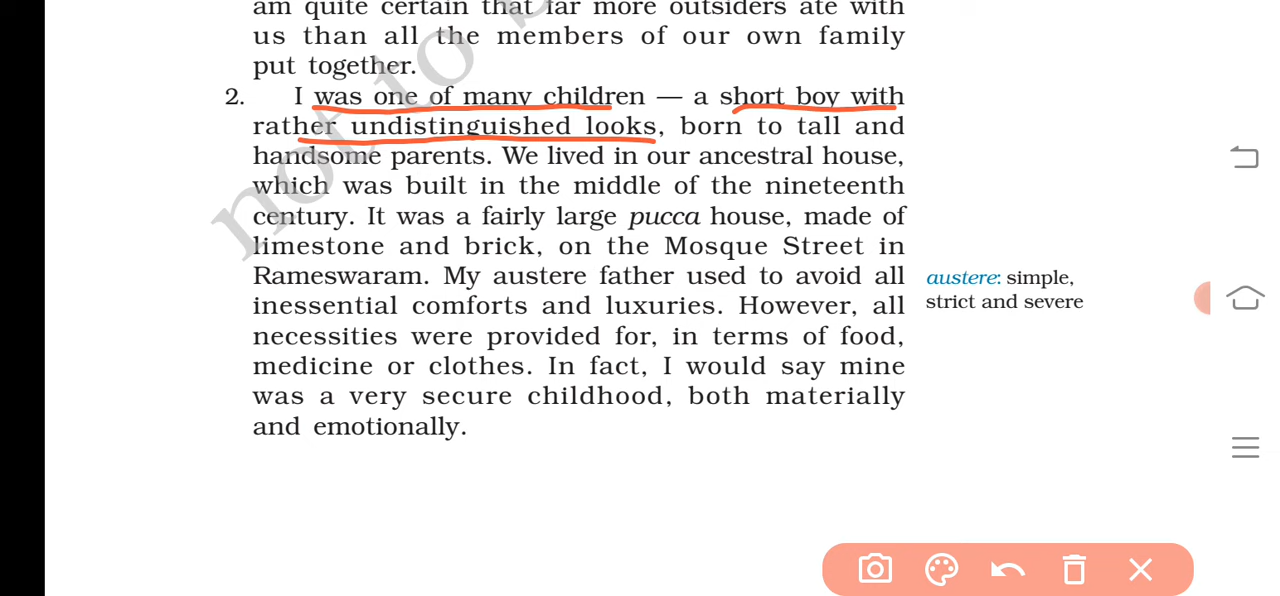 am quite certain that far more outsiders ate with
us than all the members of our own family
put together.
2. I was one of many children — a short boy with
rather undistinguished looks, born to tall and
handsome parents. We lived in our ancestral house,
which was built in the middle of the nineteenth
century. It was a fairly large pucca house, made of
limestone and brick, on the Mosque Street in
Rameswaram. My austere father used to avoid all
inessential comforts and luxuries. However, all
necessities were provided for, in terms of food,
medicine or clothes. In fact, I would say mine
was a very secure childhood, both materially
and emotionally.
austere: simple,
strict and severe
not to b